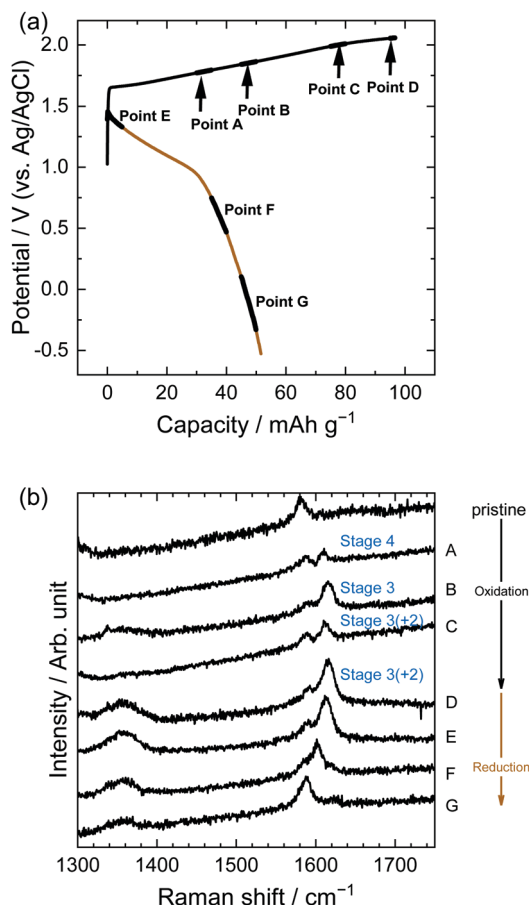 (a)
2.0
1.5
1.0
0.5
0.0
-0.5
Potential / V (vs. Ag/AgCl)
Point A
Point B
Point C
Point D
Point E
Point F
Point G
0 20 40 60 80 100
Capacity / mAh g⁻¹
(b)
Intensity / Arb. unit
pristine
Stage 4
A
Stage 3
B
Oxidation
Stage 3(+2)
C
Stage 3(+2)
D
E
Reduction
F
G
1300 1400 1500 1600 1700
Raman shift / cm⁻¹